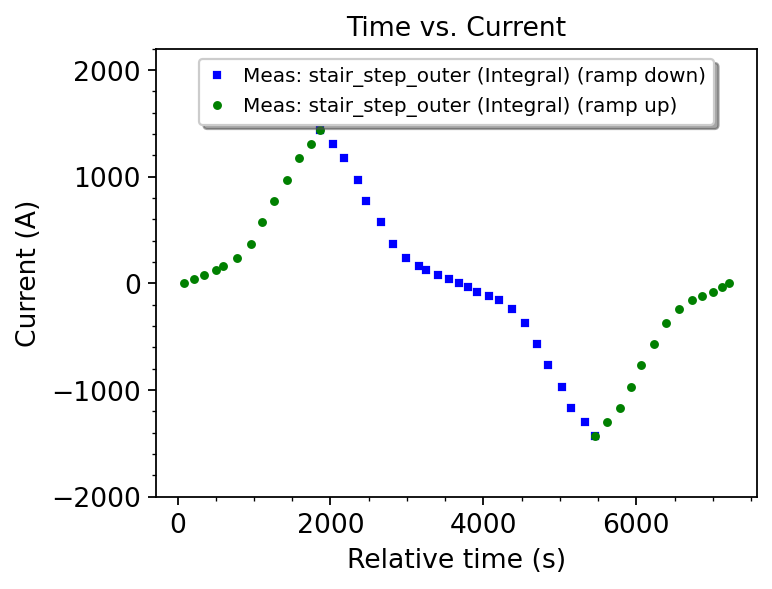 Time vs. Current
Meas: stair_step_outer (Integral) (ramp down)
Meas: stair_step_outer (Integral) (ramp up)
Current (A)
2000
1000
0
−1000
−2000
0 2000 4000 6000
Relative time (s)